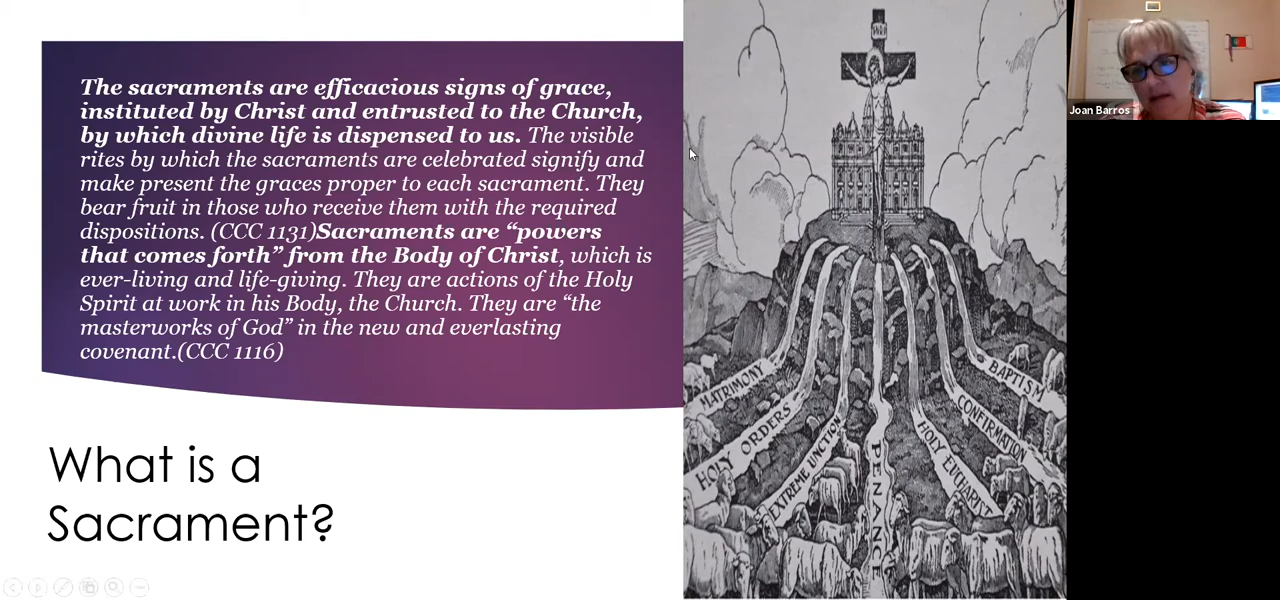 The sacraments are efficacious signs of grace,
instituted by Christ and entrusted to the Church,
by which divine life is dispensed to us. The visible
rites by which the sacraments are celebrated signify and
make present the graces proper to each sacrament. They
bear fruit in those who receive them with the required
dispositions. (CCC 1131)Sacraments are “powers
that comes forth” from the Body of Christ, which is
ever-living and life-giving. They are actions of the Holy
Spirit at work in his Body, the Church. They are “the
masterworks of God” in the new and everlasting
covenant.(CCC 1116)
What is a
Sacrament?
MATRIMONY
HOLY ORDERS
EXTREME UNCTION
PENANCE
HOLY EUCHARIST
CONFIRMATION
BAPTISM
Joan Barros